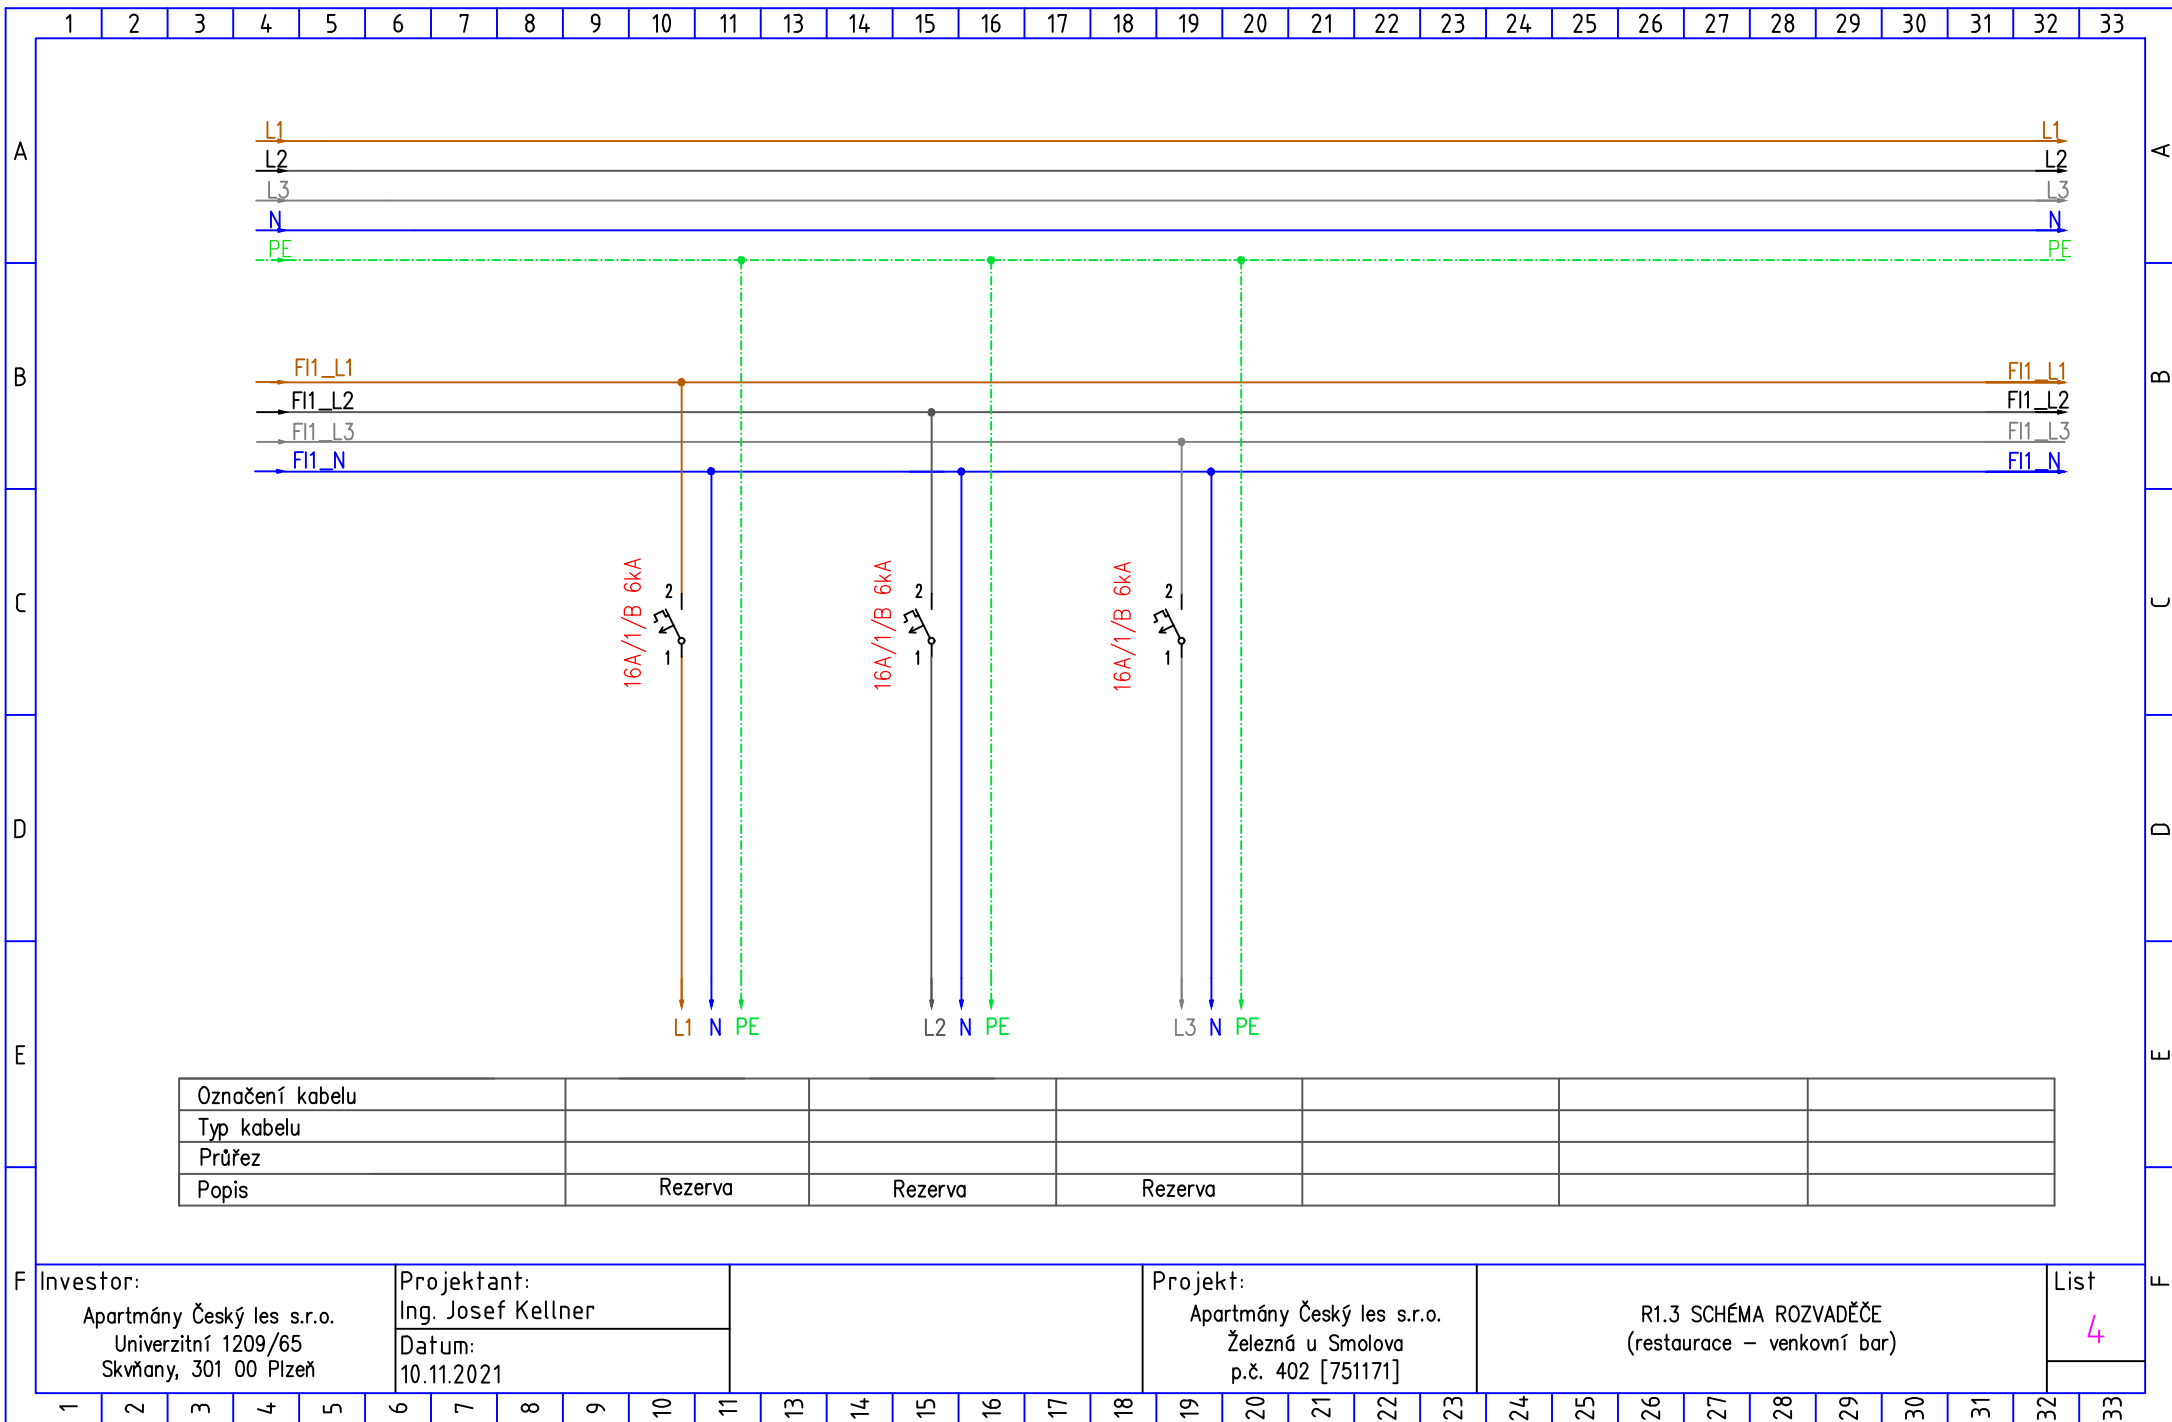 1 2 3 4 5 6 7 8 9 10 11 13 14 15 16 17 18 19 20 21 22 23 24 25 26 27 28 29 30 31 32 33
L1 L1
A A
L2 L2
L3 L3
N N
PE PE
FI1_L1 FI1_L1
B B
FI1_L2 FI1_L2
FI1_L3 FI1_L3
FI1_N FI1_N
16A/1/B 6kA 16A/1/B 6kA 16A/1/B 6kA
2 2 2
C C
1 1 1
D D
L1 N PE L2 N PE L3 N PE
E E
Označení kabelu
Typ kabelu
Průřez
Popis Rezerva Rezerva Rezerva
F F
Investor:
Apartmány Český les s.r.o.
Univerzitní 1209/65
Skvňany, 301 00 Plzeň
Projektant:
Ing. Josef Kellner
Datum:
10.11.2021
Projekt:
Apartmány Český les s.r.o.
Železná u Smolova
p.č. 402 [751171]
R1.3 SCHÉMA ROZVADĚČE
(restaurace – venkovní bar)
List
4
1 2 3 4 5 6 7 8 9 10 11 13 14 15 16 17 18 19 20 21 22 23 24 25 26 27 28 29 30 31 32 33